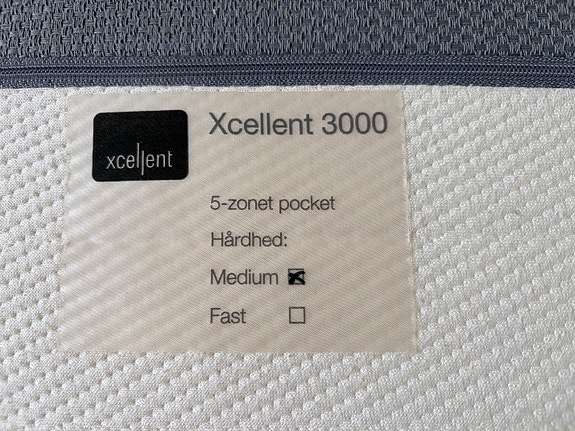 xcellent
Xcellent 3000
5-zonet pocket
Hårdhed:
Medium ☒
Fast ☐